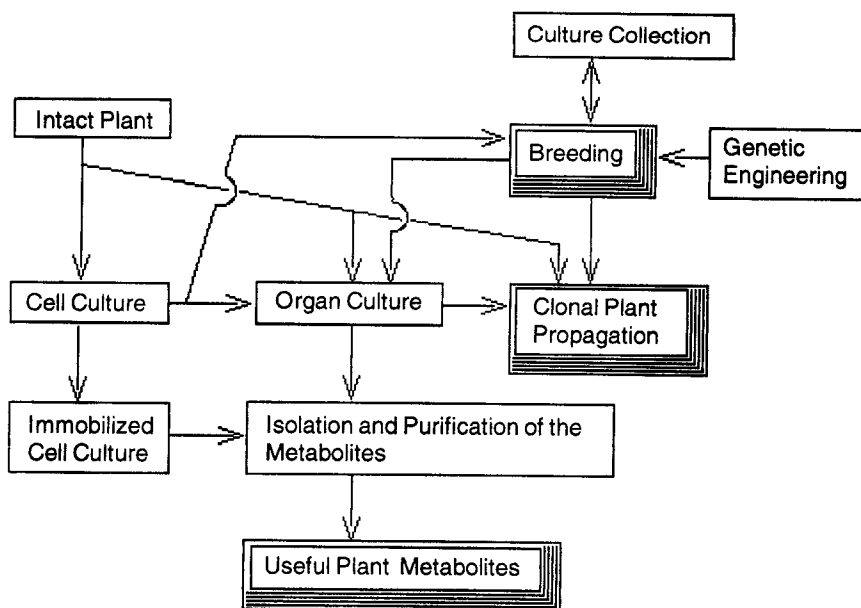 Culture Collection
Intact Plant
Breeding
Genetic
Engineering
Cell Culture
Organ Culture
Clonal Plant
Propagation
Immobilized
Cell Culture
Isolation and Purification of the
Metabolites
Useful Plant Metabolites